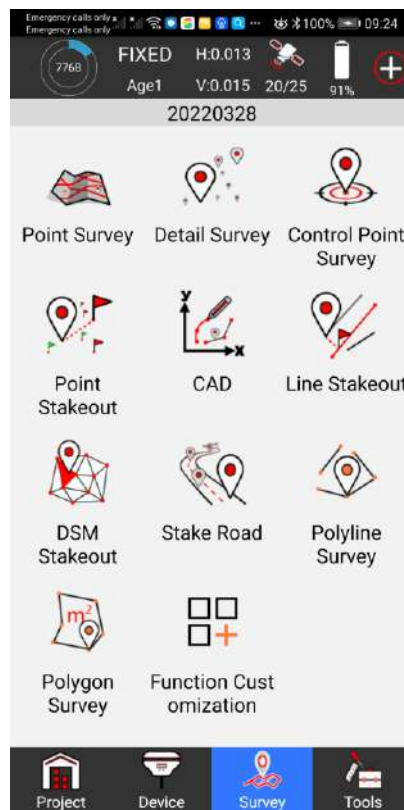 Emergency calls only
Emergency calls only
100% 09:24
7768
FIXED H:0.013
Age1 V:0.015 20/25 91%
20220328
Point Survey Detail Survey Control Point
Survey
y
x
Point
Stakeout
CAD
Line Stakeout
DSM
Stakeout
Stake Road
Polyline
Survey
m²
Polygon
Survey
Function Cust
omization
Project Device Survey Tools